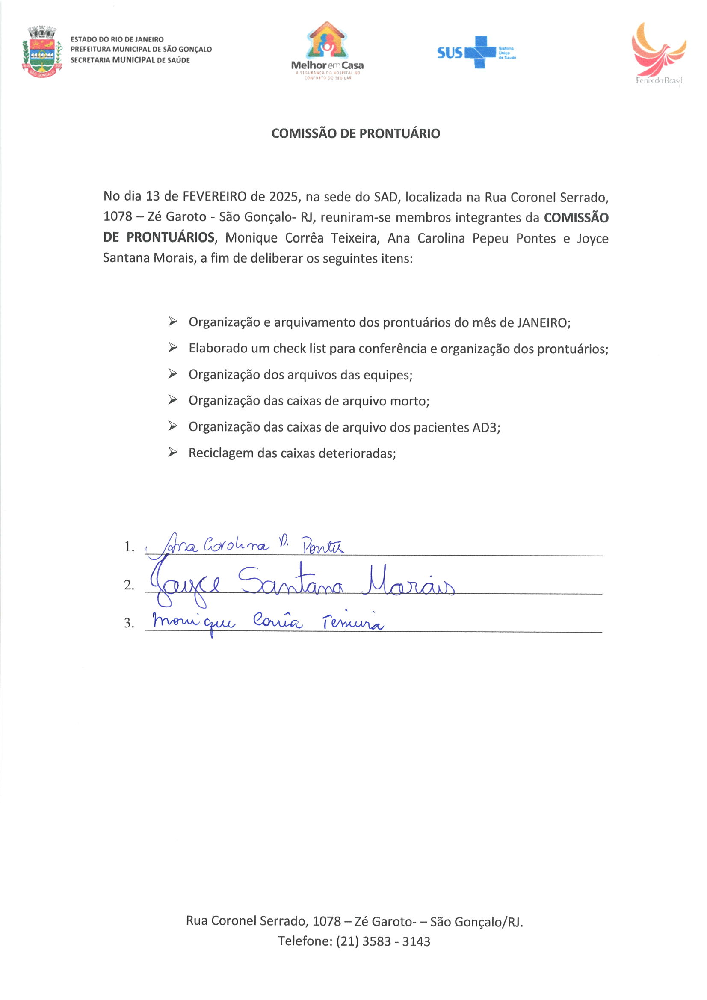 ESTADO DO RIO DE JANEIRO
PREFEITURA MUNICIPAL DE SÃO GONÇALO
SECRETARIA MUNICIPAL DE SAÚDE
SÃO GONÇALO
Melhor em Casa
A SEGURANÇA DO HOSPITAL NO
CONFORTO DO SEU LAR
SUS
Sistema
Único
de Saúde
Fenix do Brasil
COMISSÃO DE PRONTUÁRIO
No dia 13 de FEVEREIRO de 2025, na sede do SAD, localizada na Rua Coronel Serrado,
1078 – Zé Garoto - São Gonçalo- RJ, reuniram-se membros integrantes da COMISSÃO
DE PRONTUÁRIOS, Monique Corrêa Teixeira, Ana Carolina Pepeu Pontes e Joyce
Santana Morais, a fim de deliberar os seguintes itens:
➢ Organização e arquivamento dos prontuários do mês de JANEIRO;
➢ Elaborado um check list para conferência e organização dos prontuários;
➢ Organização dos arquivos das equipes;
➢ Organização das caixas de arquivo morto;
➢ Organização das caixas de arquivo dos pacientes AD3;
➢ Reciclagem das caixas deterioradas;
1. Ana Carolina P. Pontes
2. Joyce Santana Morais
3. Monique Corrêa Teixeira
Rua Coronel Serrado, 1078 – Zé Garoto- – São Gonçalo/RJ.
Telefone: (21) 3583 - 3143